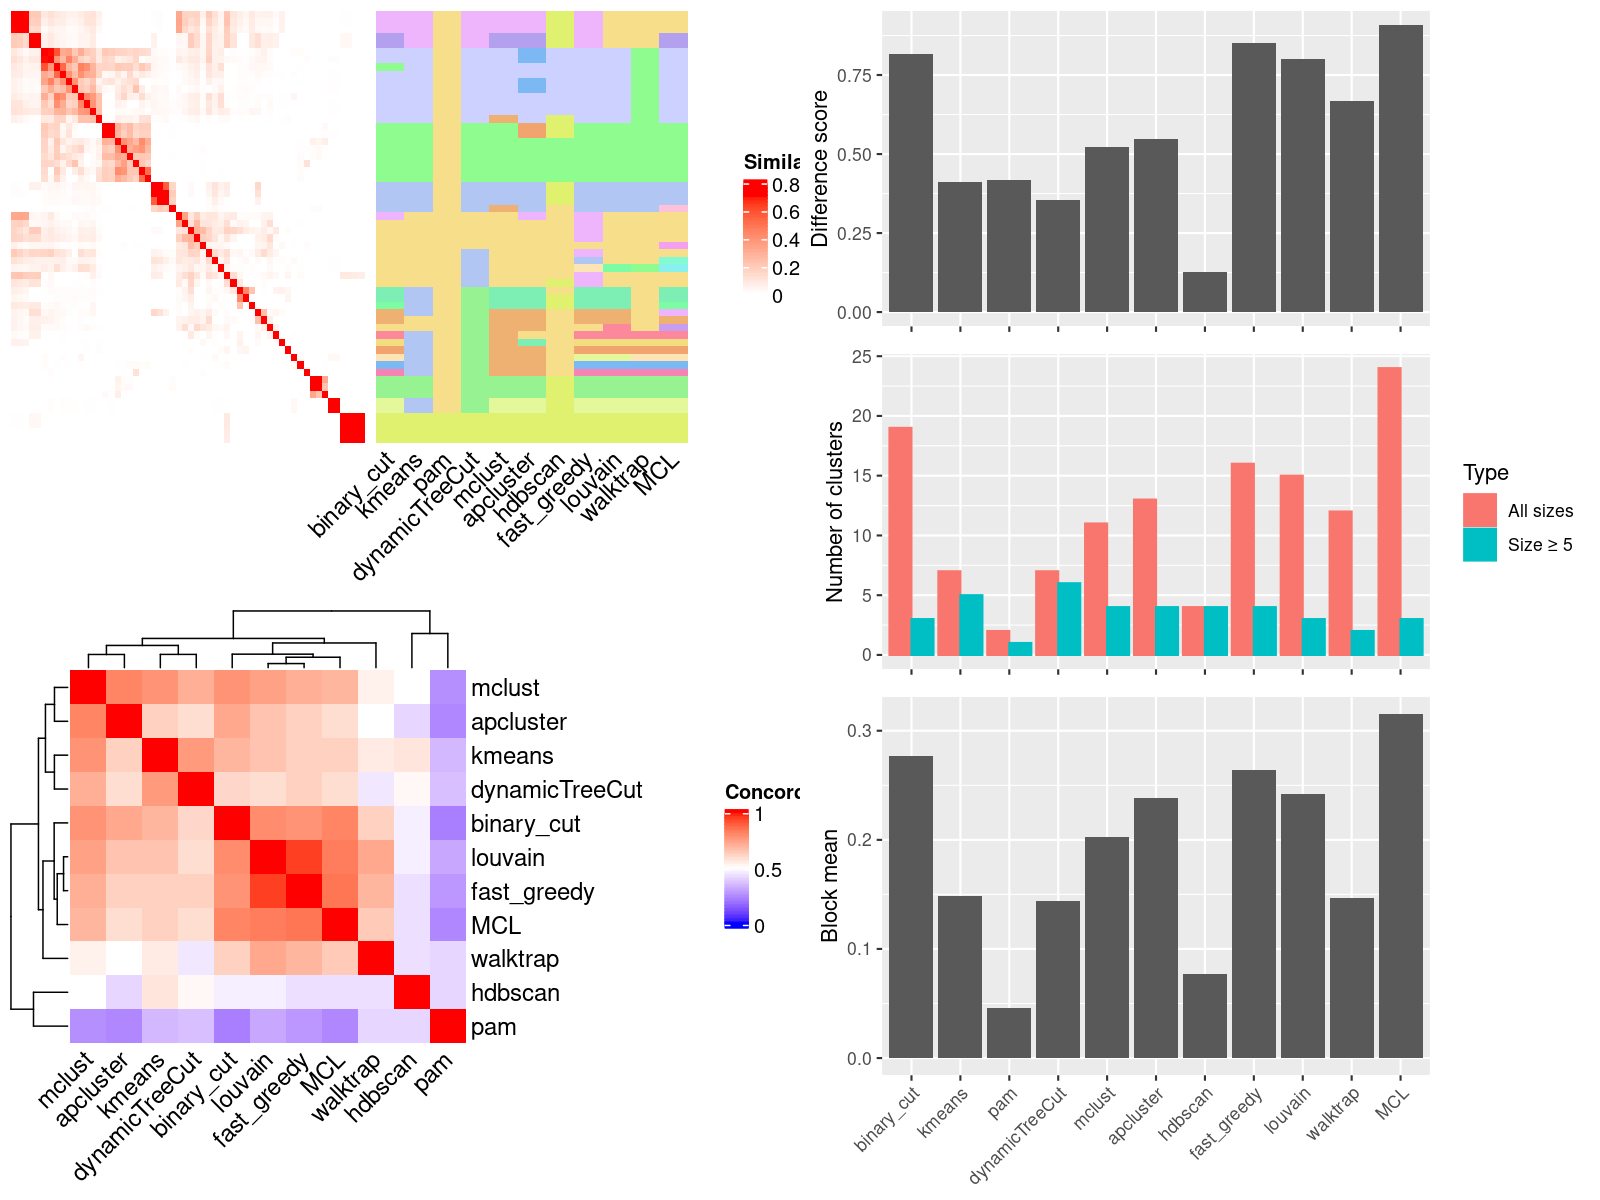 Simila
0.8
0.6
0.4
0.2
0
binary_cut
kmeans
pam
dynamicTreeCut
mclust
apcluster
hdbscan
fast_greedy
louvain
walktrap
MCL
mclust
apcluster
kmeans
dynamicTreeCut
binary_cut
louvain
fast_greedy
MCL
walktrap
hdbscan
pam
mclust
apcluster
kmeans
dynamicTreeCut
binary_cut
louvain
fast_greedy
MCL
walktrap
hdbscan
pam
Concord
1
0.5
0
Difference score
0.75
0.50
0.25
0.00
Number of clusters
25
20
15
10
5
0
Type
All sizes
Size ≥ 5
Block mean
0.3
0.2
0.1
0.0
binary_cut
kmeans
pam
dynamicTreeCut
mclust
apcluster
hdbscan
fast_greedy
louvain
walktrap
MCL